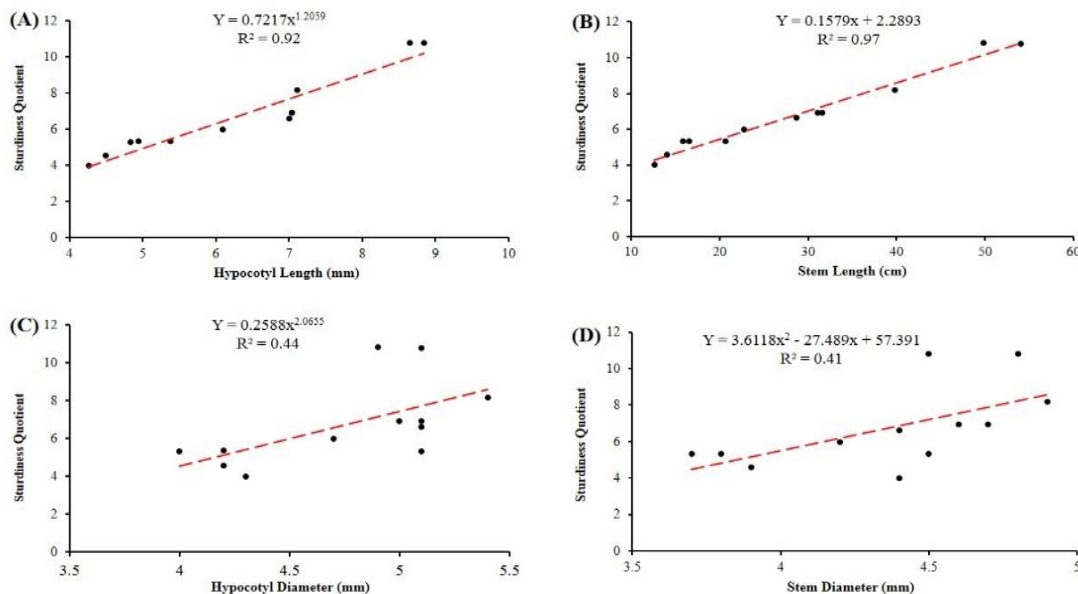 (A)
Y = 0.7217x^1.2059
R² = 0.92
12
10
8
6
4
2
0
Sturdiness Quotient
4
5
6
7
8
9
10
Hypocotyl Length (mm)
(B)
Y = 0.1579x + 2.2893
R² = 0.97
12
10
8
6
4
2
0
Sturdiness Quotient
10
20
30
40
50
60
Stem Length (cm)
(C)
Y = 0.2588x^2.0655
R² = 0.44
12
10
8
6
4
2
0
Sturdiness Quotient
3.5
4
4.5
5
5.5
Hypocotyl Diameter (mm)
(D)
Y = 3.6118x² - 27.489x + 57.391
R² = 0.41
12
10
8
6
4
2
0
Sturdiness Quotient
3.5
4
4.5
5
Stem Diameter (mm)